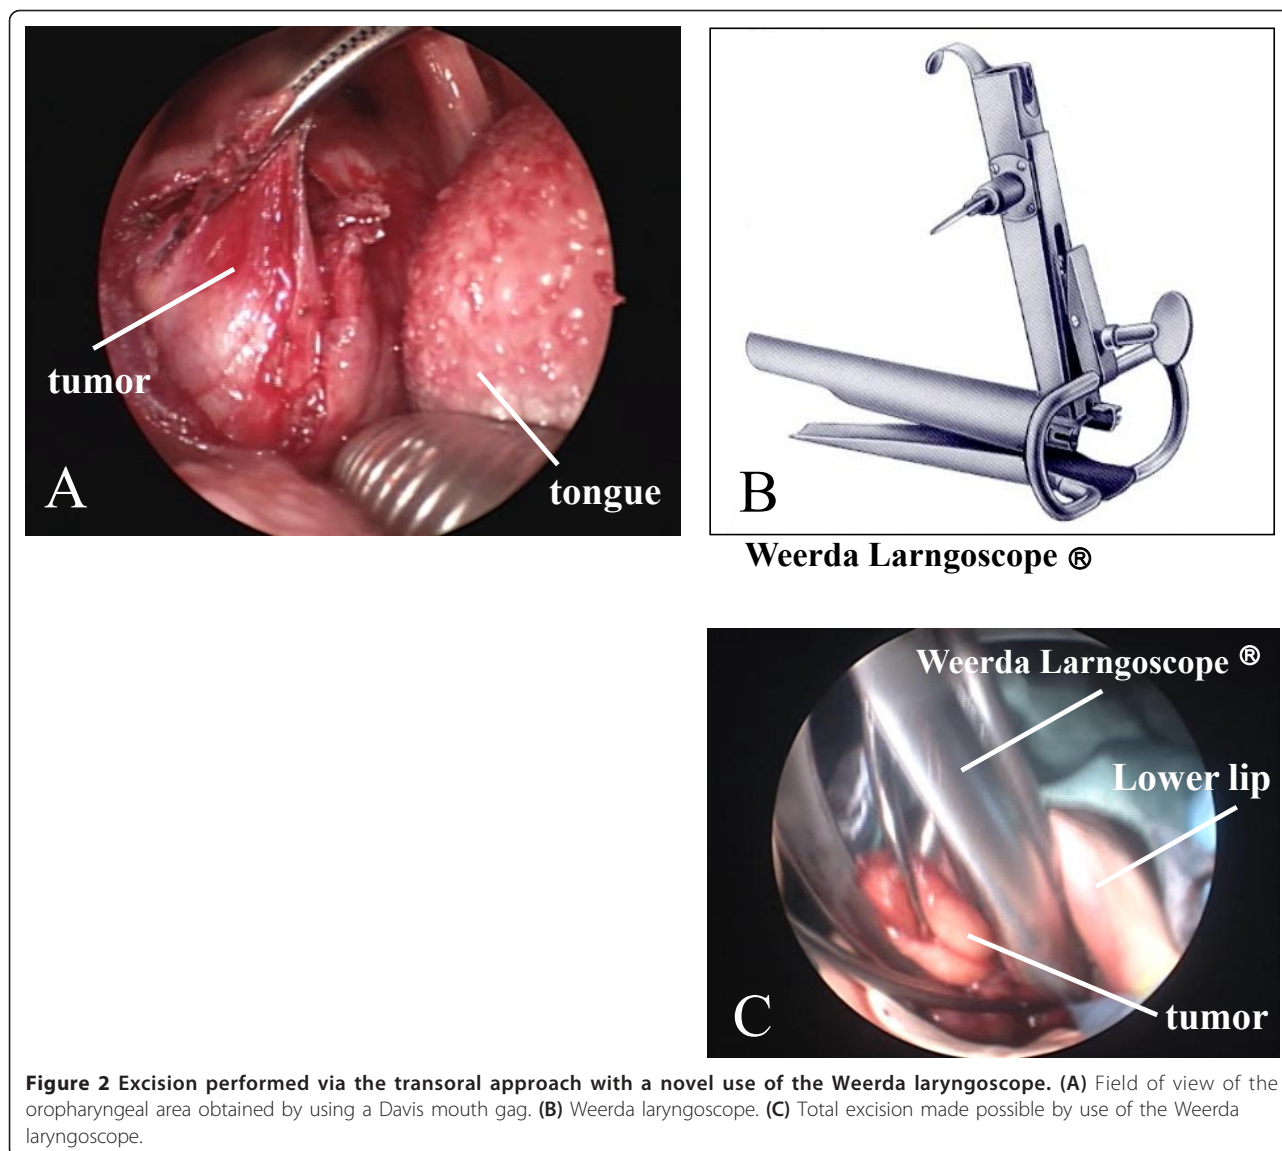 tumor
A
tongue
B
Weerda Larngoscope ®
Weerda Larngoscope ®
Lower lip
C
tumor
Figure 2 Excision performed via the transoral approach with a novel use of the Weerda laryngoscope. (A) Field of view of the
oropharyngeal area obtained by using a Davis mouth gag. (B) Weerda laryngoscope. (C) Total excision made possible by use of the Weerda
laryngoscope.